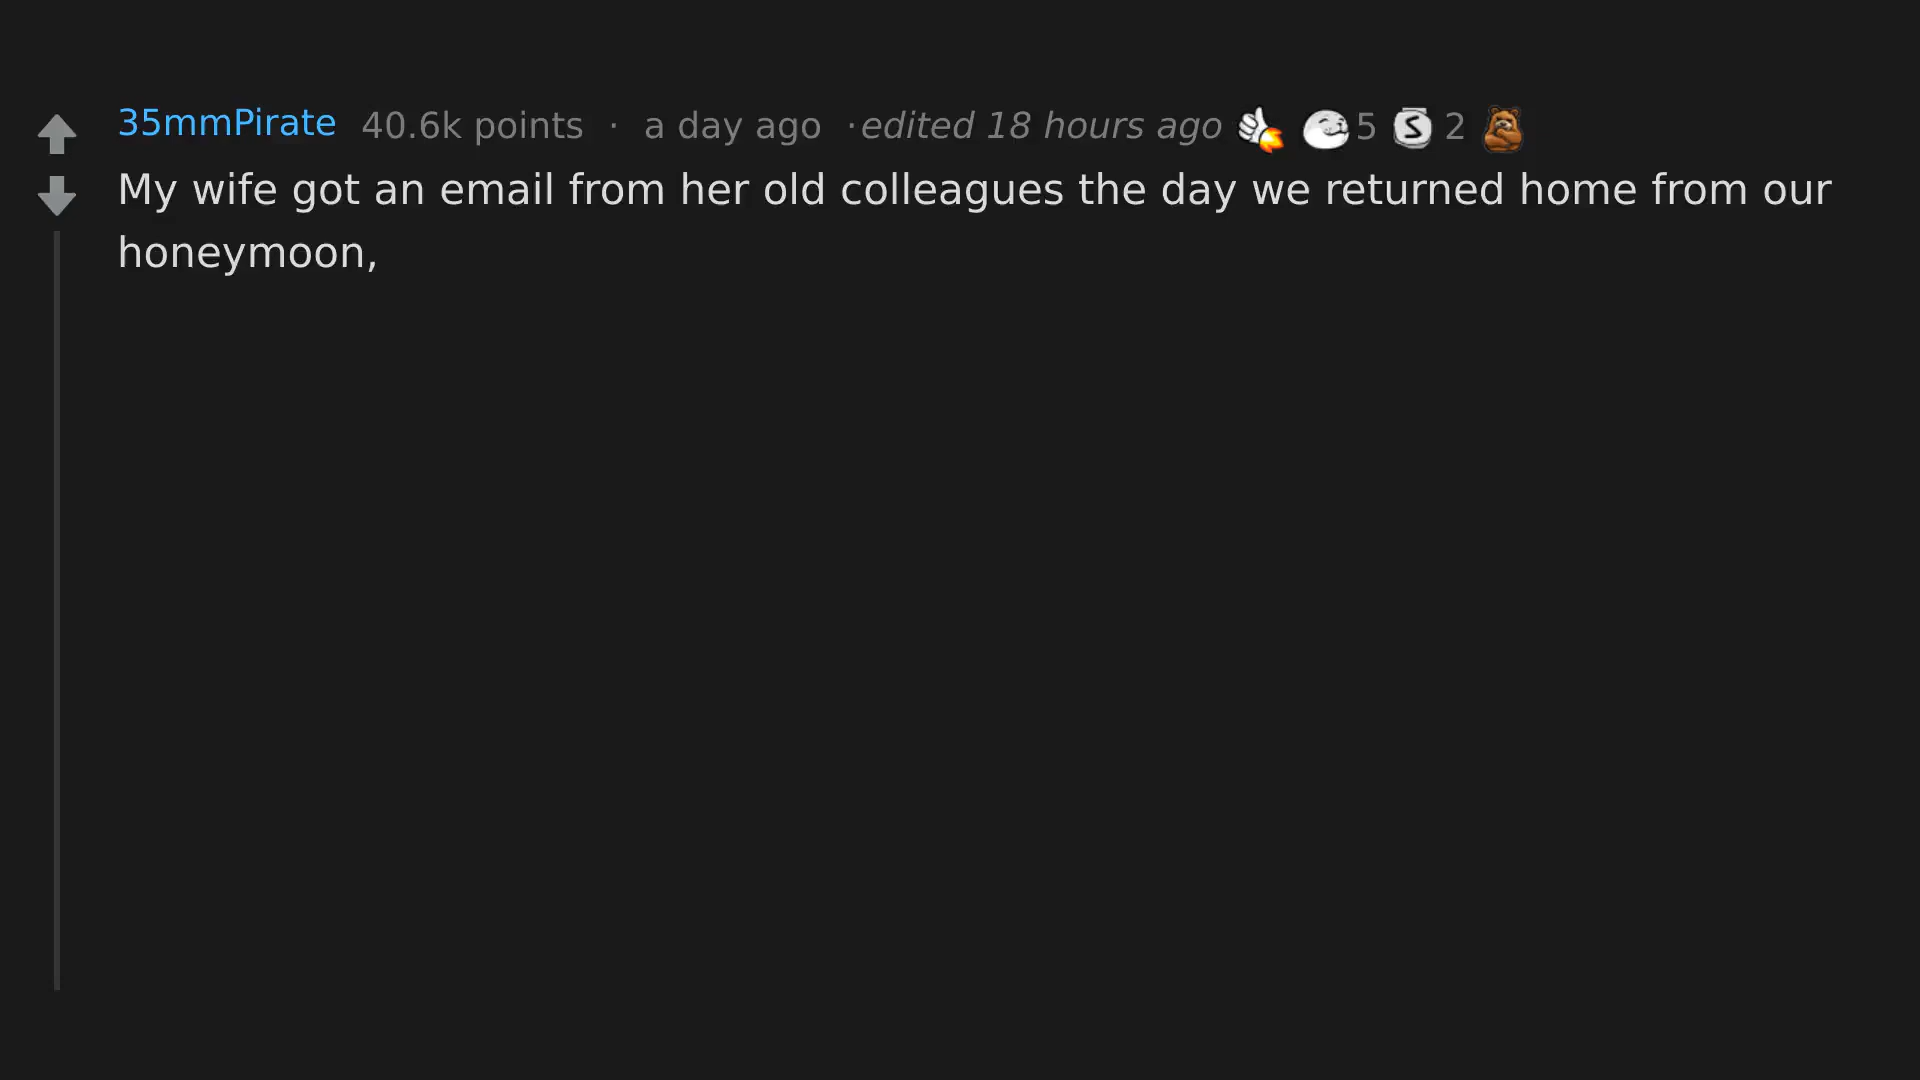 35mmPirate 40.6k points · a day ago ·edited 18 hours ago 5 S 2
My wife got an email from her old colleagues the day we returned home from our
honeymoon,